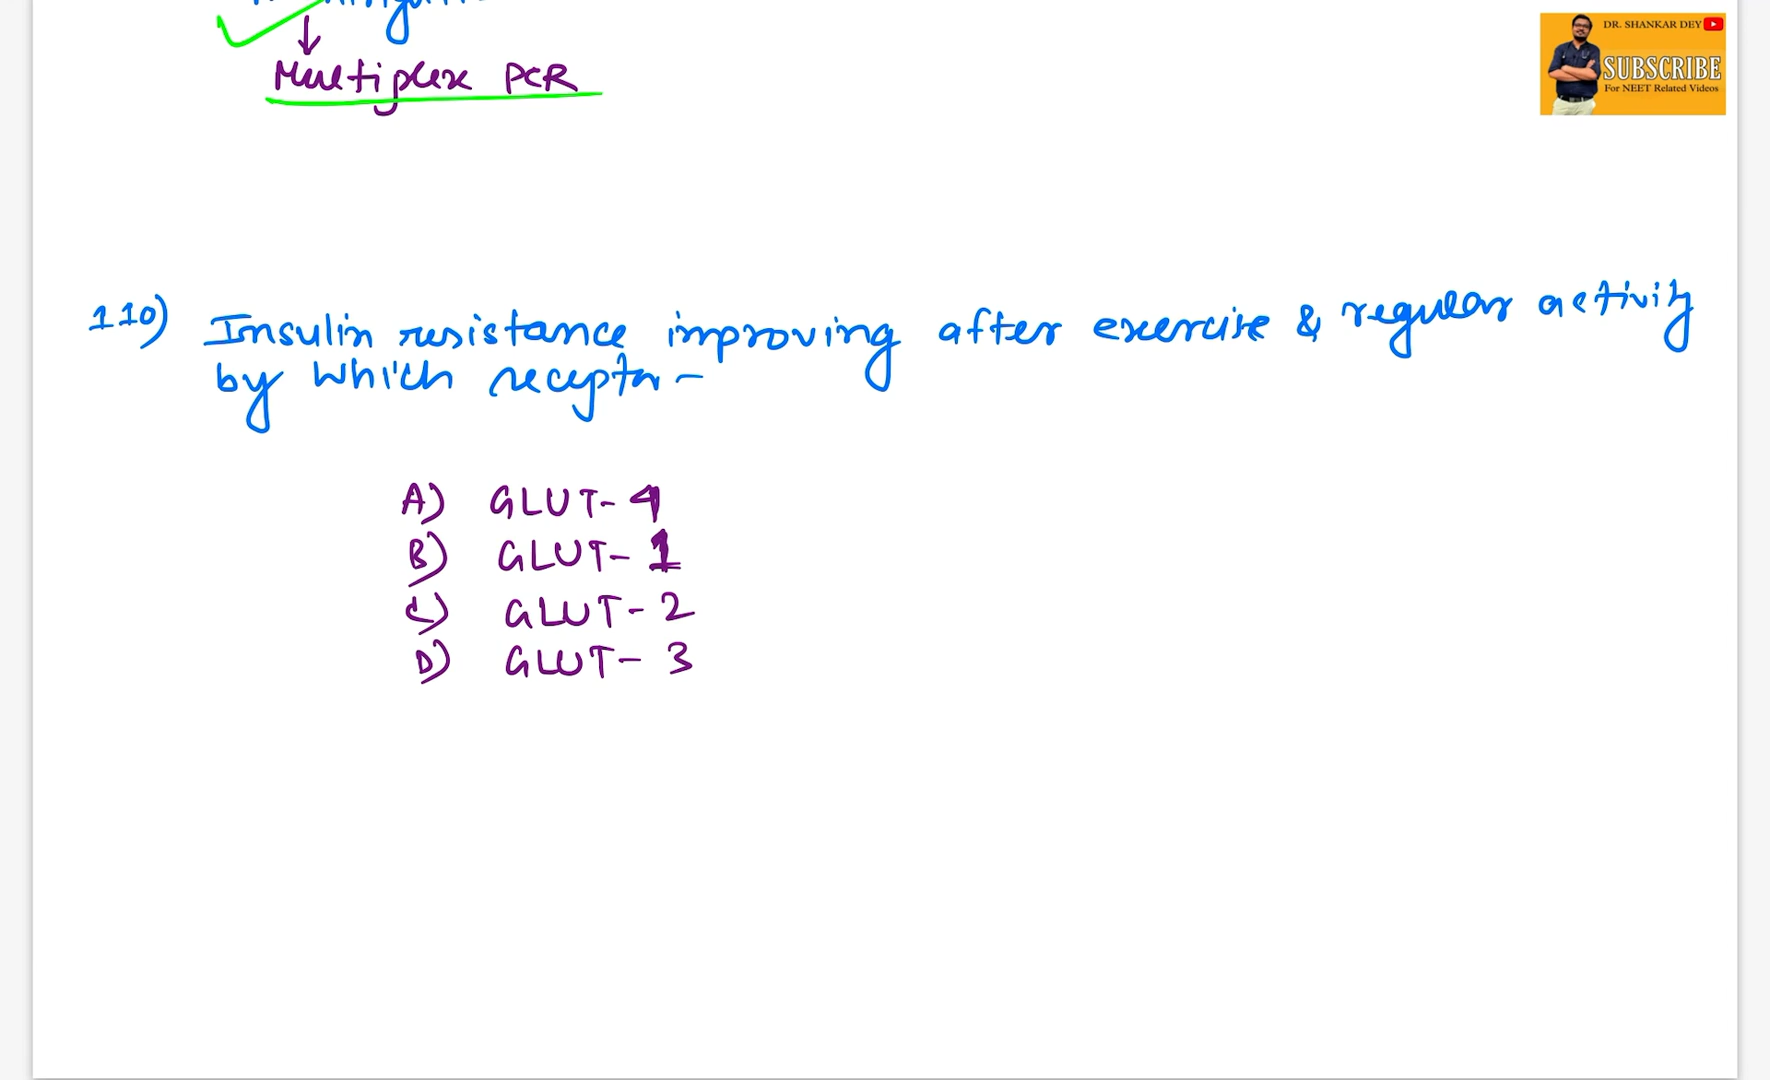 Multiplex PCR
DR. SHANKAR DEY
SUBSCRIBE
For NEET Related Videos
110) Insulin resistance improving after exercise & regular activity
by which receptor -
A) GLUT-4
B) GLUT-1
C) GLUT-2
D) GLUT-3